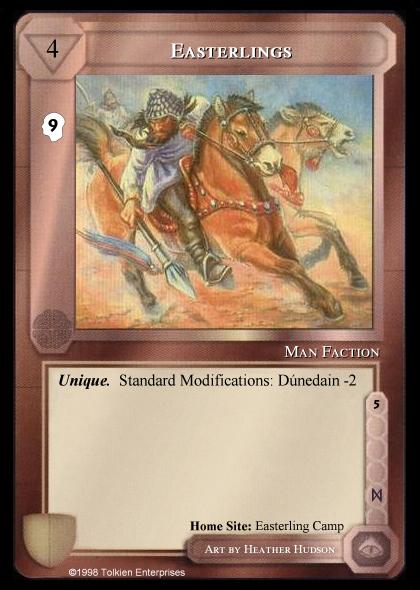 4
Easterlings
9
Man Faction
Unique. Standard Modifications: Dúnedain -2
5
ᛞ
Home Site: Easterling Camp
Art by Heather Hudson
©1998 Tolkien Enterprises